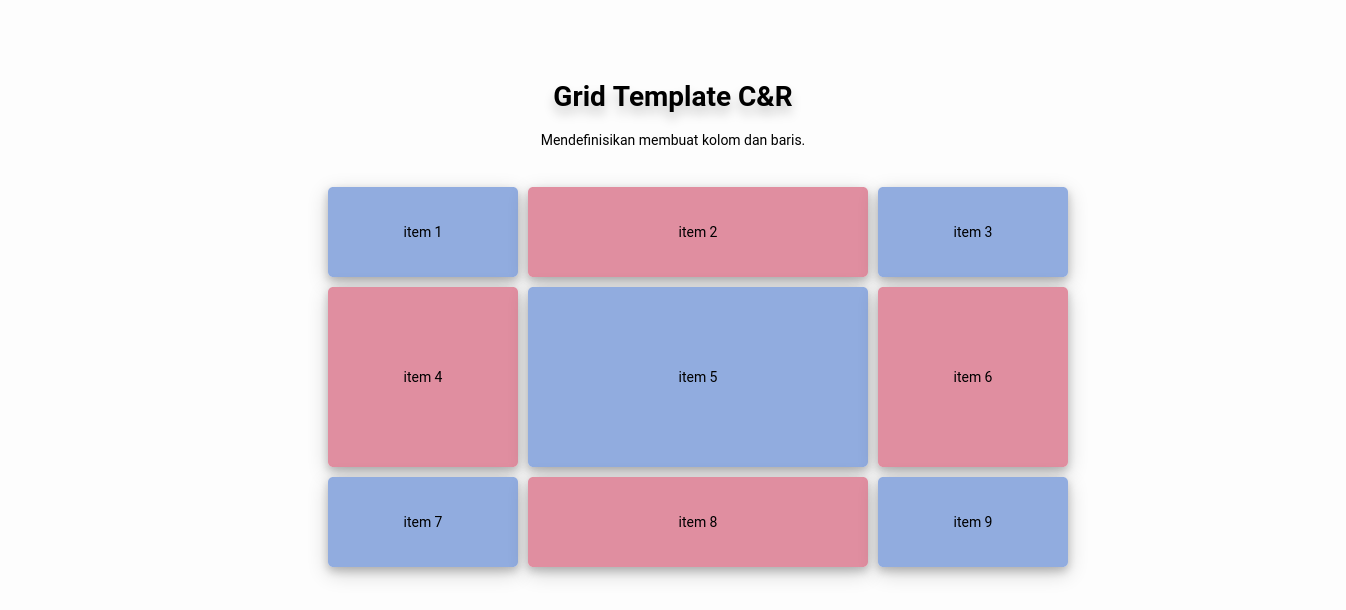 Grid Template C&R
Mendefinisikan membuat kolom dan baris.
item 1
item 2
item 3
item 4
item 5
item 6
item 7
item 8
item 9